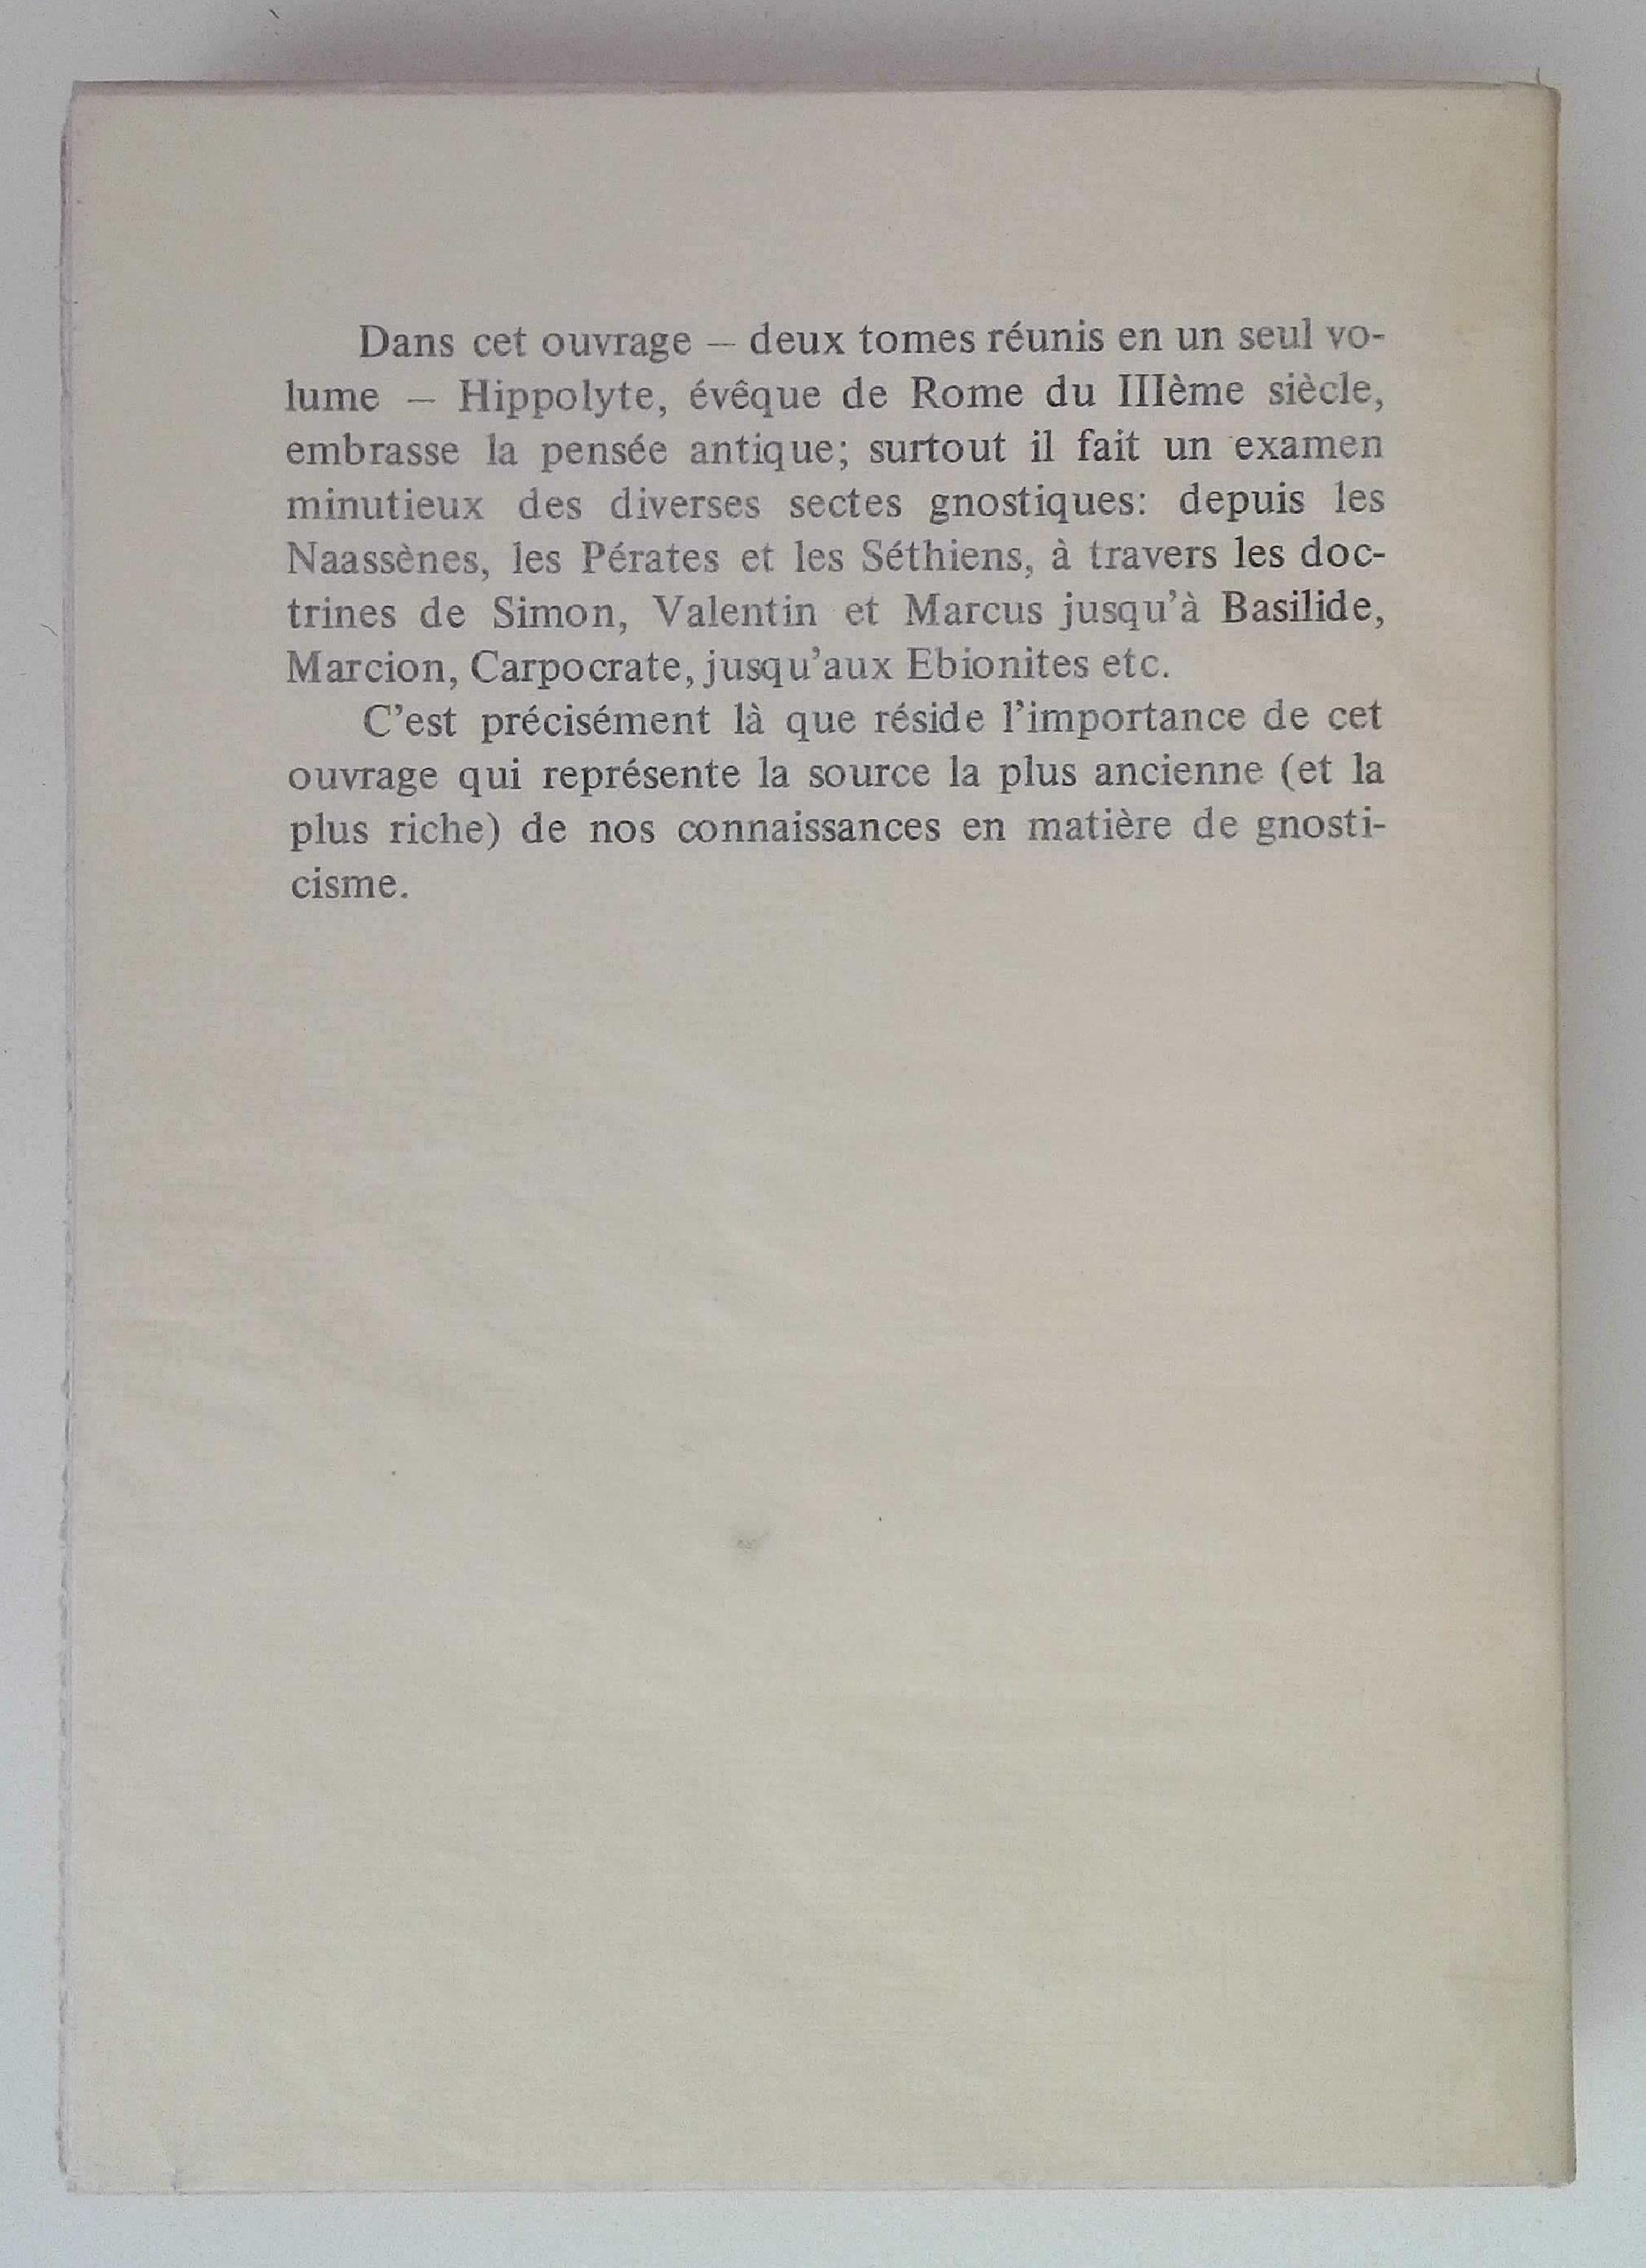 Dans cet ouvrage — deux tomes réunis en un seul vo-
lume — Hippolyte, évêque de Rome du IIIème siècle,
embrasse la pensée antique; surtout il fait un examen
minutieux des diverses sectes gnostiques: depuis les
Naassènes, les Pérates et les Séthiens, à travers les doc-
trines de Simon, Valentin et Marcus jusqu'à Basilide,
Marcion, Carpocrate, jusqu'aux Ebionites etc.
C'est précisément là que réside l'importance de cet
ouvrage qui représente la source la plus ancienne (et la
plus riche) de nos connaissances en matière de gnosti-
cisme.